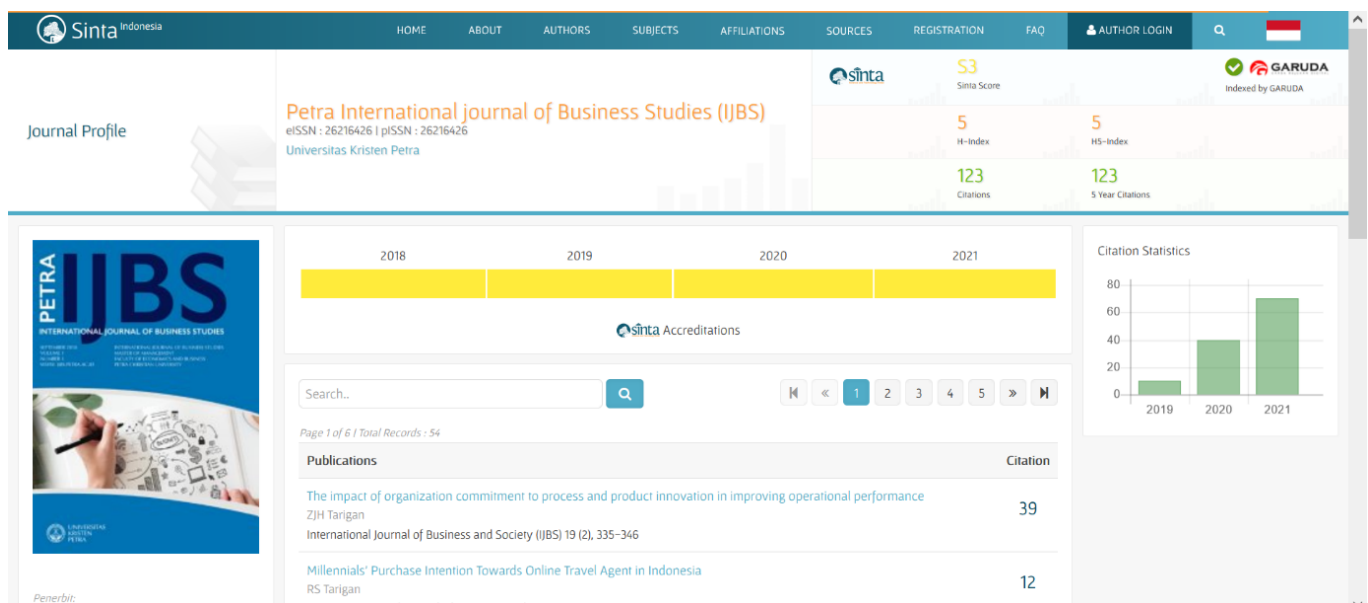 Sinta Indonesia
HOME ABOUT AUTHORS SUBJECTS AFFILIATIONS SOURCES REGISTRATION FAQ AUTHOR LOGIN
Journal Profile
Petra International journal of Business Studies (IJBS)
eISSN : 26216426 | pISSN : 26216426
Universitas Kristen Petra
sinta
S3
Sinta Score
GARUDA
Indexed by GARUDA
5
H-Index
5
H5-Index
123
Citations
123
5 Year Citations
PETRA
IJBS
INTERNATIONAL JOURNAL OF BUSINESS STUDIES
BUSINESS
UNIVERSITAS
KRISTEN
PETRA
Penerbit:
2018 2019 2020 2021
sinta Accreditations
Search..
1 2 3 4 5
Page 1 of 6 | Total Records : 54
Publications Citation
The impact of organization commitment to process and product innovation in improving operational performance
ZJH Tarigan
International Journal of Business and Society (IJBS) 19 (2), 335-346
39
Millennials' Purchase Intention Towards Online Travel Agent in Indonesia
RS Tarigan
12
Citation Statistics
80
60
40
20
0
2019 2020 2021